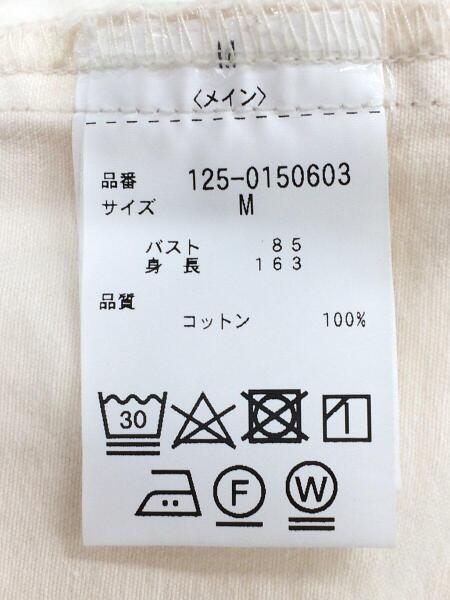 〈メイン〉
品番 125-0150603
サイズ M
バスト 85
身長 163
品質
コットン 100%
30
F W